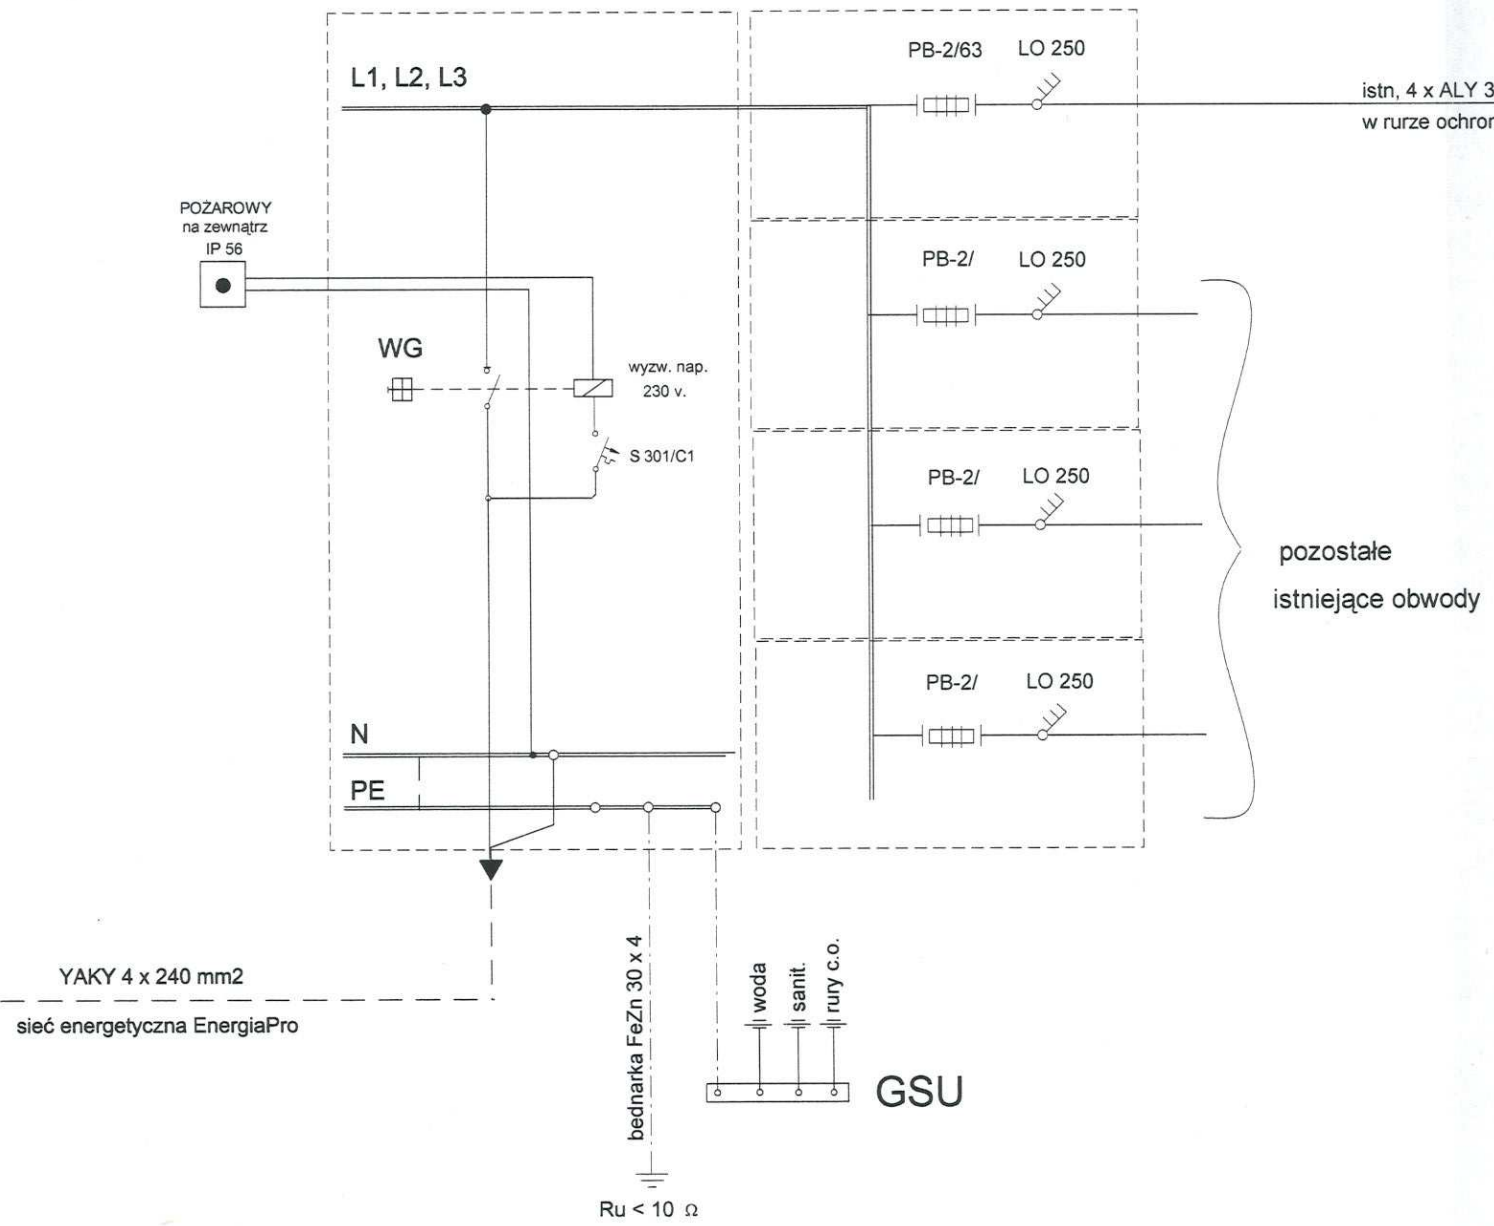 L1, L2, L3
PB-2/63 LO 250
istn, 4 x ALY 3
w rurze ochron
POŻAROWY
na zewnątrz
IP 56
PB-2/ LO 250
WG
wyzw. nap.
230 v.
S 301/C1
PB-2/ LO 250
pozostałe
istniejące obwody
PB-2/ LO 250
N
PE
YAKY 4 x 240 mm2
sieć energetyczna EnergiaPro
bednarka FeZn 30 x 4
woda
sanit.
rury c.o.
GSU
Ru < 10 Ω